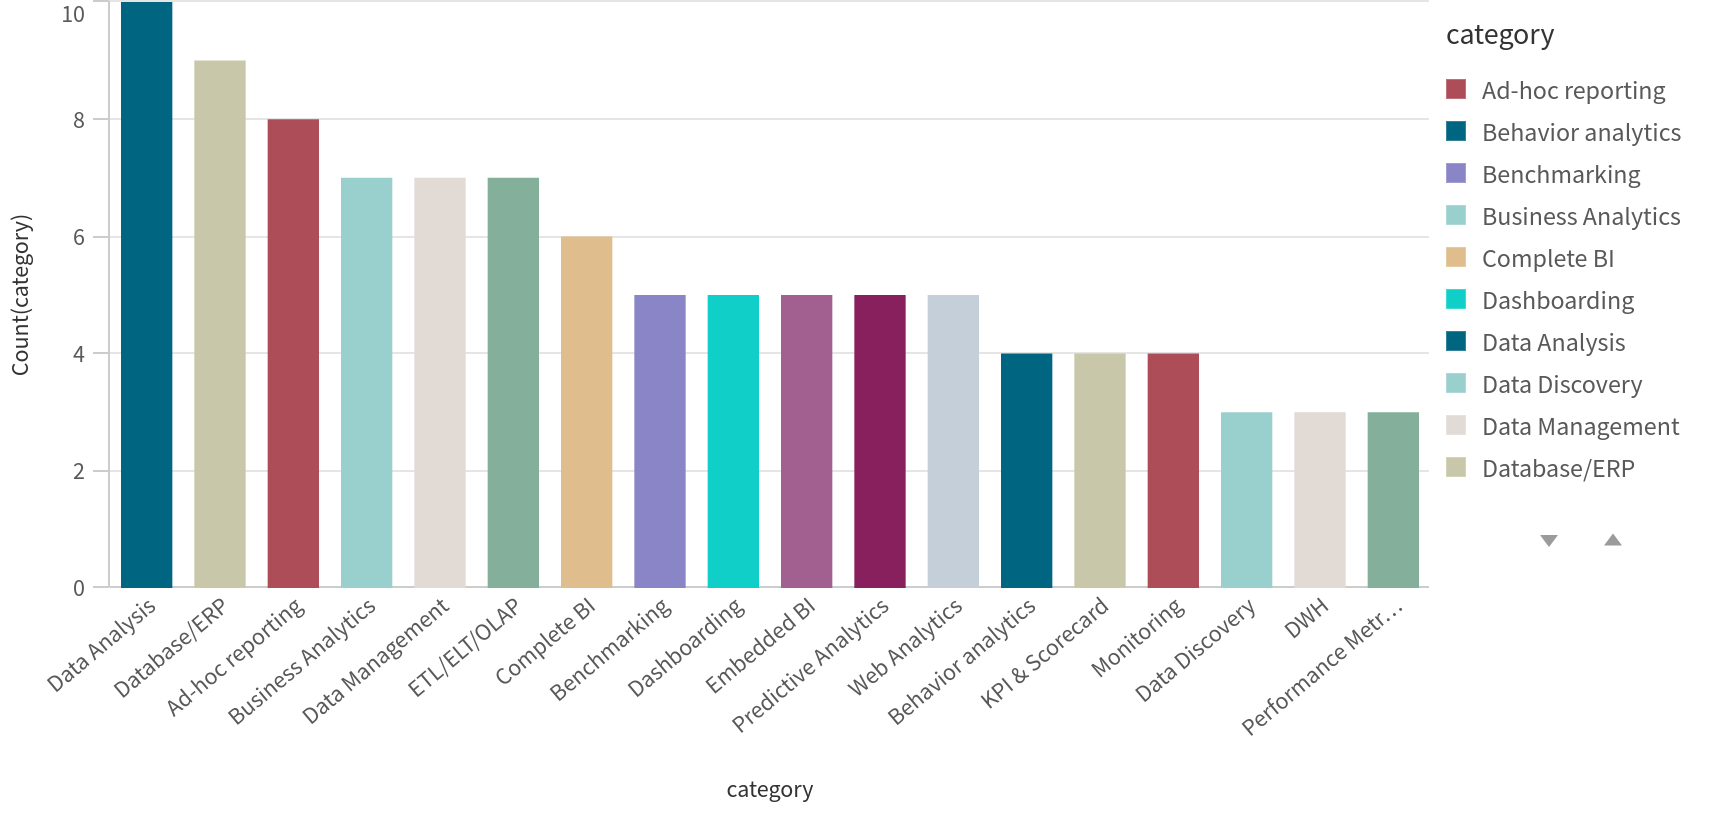 10
8
6
4
2
0
Count(category)
Data Analysis
Database/ERP
Ad-hoc reporting
Business Analytics
Data Management
ETL/ELT/OLAP
Complete BI
Benchmarking
Dashboarding
Embedded BI
Predictive Analytics
Web Analytics
Behavior analytics
KPI & Scorecard
Monitoring
Data Discovery
DWH
Performance Metr…
category
category
Ad-hoc reporting
Behavior analytics
Benchmarking
Business Analytics
Complete BI
Dashboarding
Data Analysis
Data Discovery
Data Management
Database/ERP